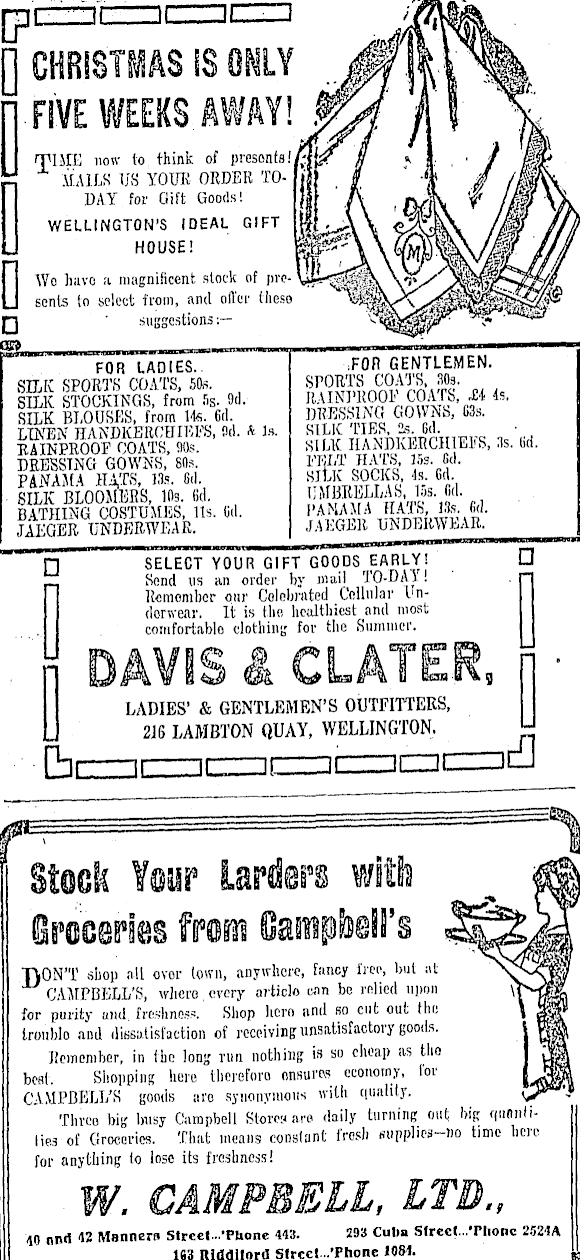 CHRISTMAS IS ONLY
FIVE WEEKS AWAY!
TIME now to think of presents!
MAILS US YOUR ORDER TO-
DAY for Gift Goods!
WELLINGTON'S IDEAL GIFT
HOUSE!
We have a magnificent stock of pre-
sents to select from, and offer these
suggestions:—
M
FOR LADIES.
SILK SPORTS COATS, 50s.
SILK STOCKINGS, from 5s. 9d.
SILK BLOUSES, from 14s. 6d.
LINEN HANDKERCHIEFS, 9d. & 1s.
RAINPROOF COATS, 90s.
DRESSING GOWNS, 80s.
PANAMA HATS, 13s. 6d.
SILK BLOOMERS, 10s. 6d.
BATHING COSTUMES, 11s. 6d.
JAEGER UNDERWEAR.
FOR GENTLEMEN.
SPORTS COATS, 30s.
RAINPROOF COATS, £4 4s.
DRESSING GOWNS, 63s.
SILK TIES, 2s. 6d.
SILK HANDKERCHIEFS, 3s. 6d.
FELT HATS, 15s. 6d.
SILK SOCKS, 4s. 6d.
UMBRELLAS, 15s. 6d.
PANAMA HATS, 13s. 6d.
JAEGER UNDERWEAR.
SELECT YOUR GIFT GOODS EARLY!
Send us an order by mail TO-DAY!
Remember our Celebrated Cellular Un-
derwear. It is the healthiest and most
comfortable clothing for the Summer.
DAVIS & CLATER,
LADIES' & GENTLEMEN'S OUTFITTERS,
216 LAMBTON QUAY, WELLINGTON.
Stock Your Larders with
Groceries from Campbell's
DON'T shop all over town, anywhere, fancy free, but at
CAMPBELL'S, where every article can be relied upon
for purity and freshness. Shop here and so cut out the
trouble and dissatisfaction of receiving unsatisfactory goods.
Remember, in the long run nothing is so cheap as the
best. Shopping here therefore ensures economy, for
CAMPBELL'S goods are synonymous with quality.
Three big busy Campbell Stores are daily turning out big quanti-
ties of Groceries. That means constant fresh supplies—no time here
for anything to lose its freshness!
W. CAMPBELL, LTD.,
40 and 42 Manners Street...'Phone 443. 293 Cuba Street...'Phone 2524A
163 Riddiford Street...'Phone 1084.